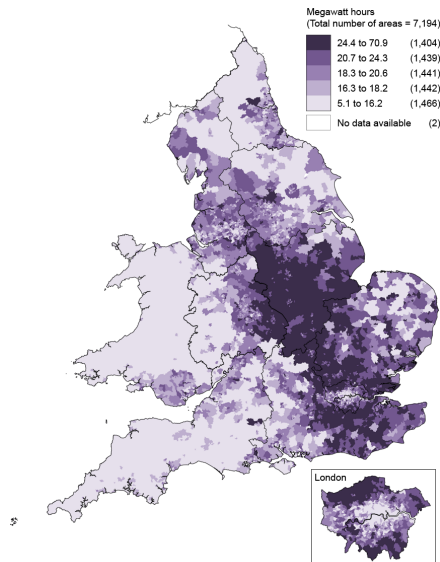 Megawatt hours
(Total number of areas = 7,194)
24.4 to 70.9 (1,404)
20.7 to 24.3 (1,439)
18.3 to 20.6 (1,441)
16.3 to 18.2 (1,442)
5.1 to 16.2 (1,466)
No data available (2)
London